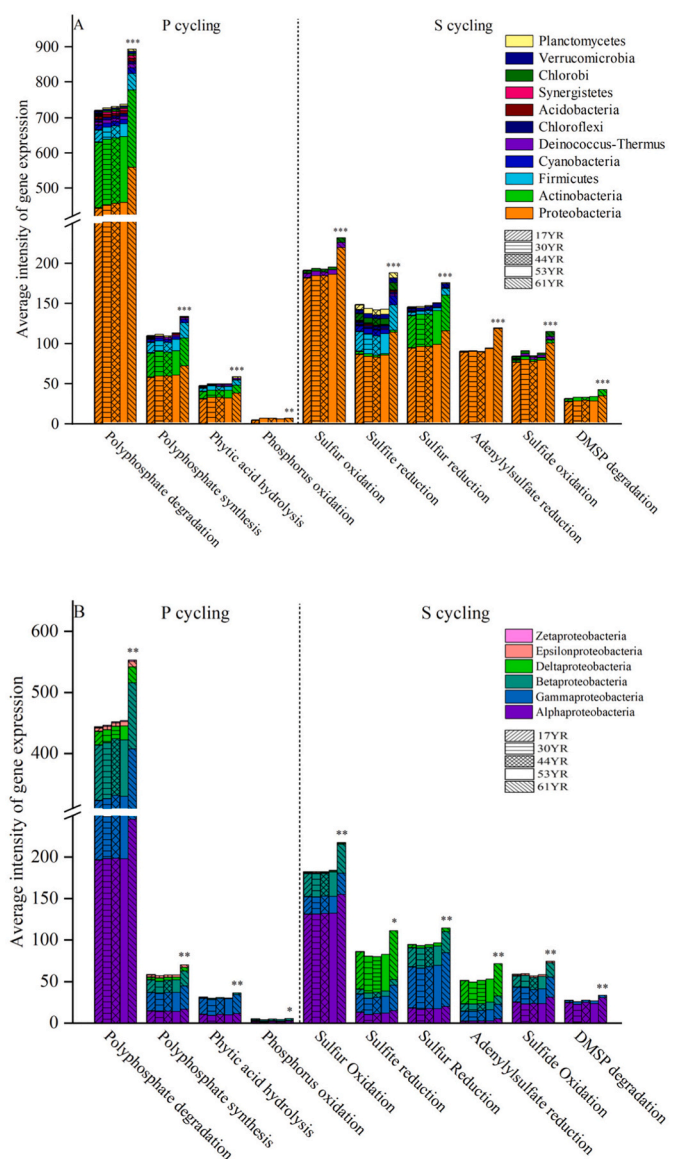 A
P cycling
S cycling
Average intensity of gene expression
900
800
700
600
500
200
150
100
50
0
***
***
***
**
***
***
***
***
***
***
Planctomycetes
Verrucomicrobia
Chlorobi
Synergistetes
Acidobacteria
Chloroflexi
Deinococcus-Thermus
Cyanobacteria
Firmicutes
Actinobacteria
Proteobacteria
17YR
30YR
44YR
53YR
61YR
Polyphosphate degradation
Polyphosphate synthesis
Phytic acid hydrolysis
Phosphorus oxidation
Sulfur oxidation
Sulfite reduction
Sulfur reduction
Adenylylsulfate reduction
Sulfide oxidation
DMSP degradation
B
P cycling
S cycling
Average intensity of gene expression
600
500
400
200
150
100
50
0
**
**
**
*
**
*
**
**
**
**
Zetaproteobacteria
Epsilonproteobacteria
Deltaproteobacteria
Betaproteobacteria
Gammaproteobacteria
Alphaproteobacteria
17YR
30YR
44YR
53YR
61YR
Polyphosphate degradation
Polyphosphate synthesis
Phytic acid hydrolysis
Phosphorus oxidation
Sulfur Oxidation
Sulfite reduction
Sulfur Reduction
Adenylylsulfate reduction
Sulfide Oxidation
DMSP degradation